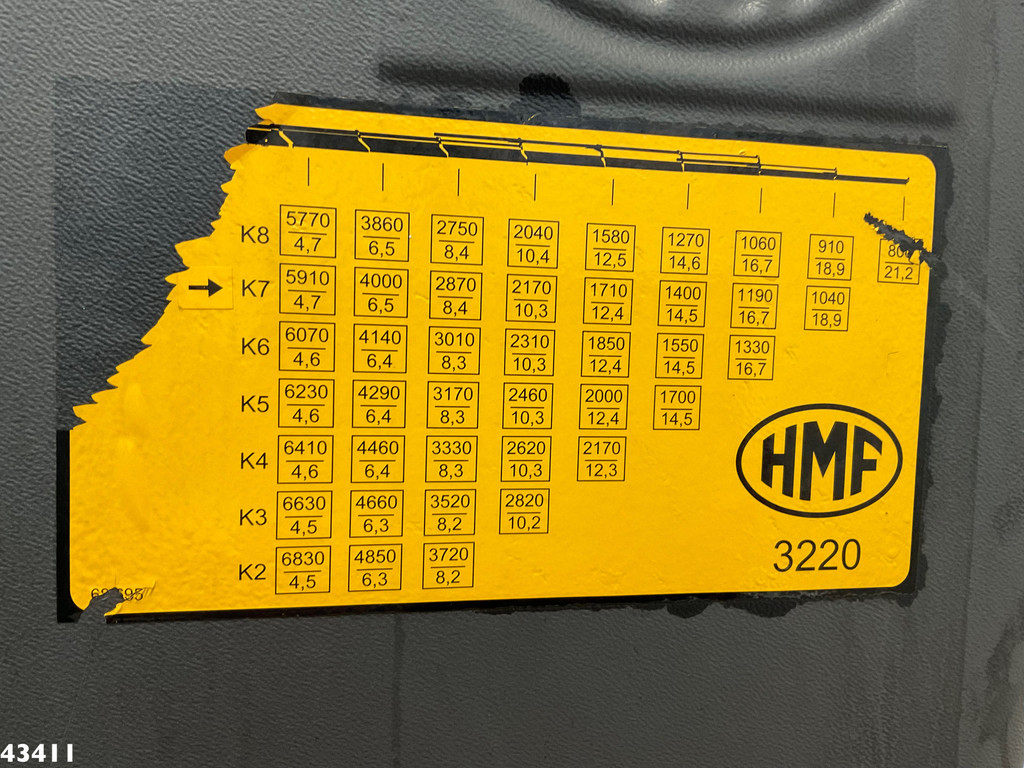 K8 5770 3860 2750 2040 1580 1270 1060 910
4,7 6,5 8,4 10,4 12,5 14,6 16,7 18,9 21,2
K7 5910 4000 2870 2170 1710 1400 1190 1040
4,7 6,5 8,4 10,3 12,4 14,5 16,7 18,9
K6 6070 4140 3010 2310 1850 1550 1330
4,6 6,4 8,3 10,3 12,4 14,5 16,7
K5 6230 4290 3170 2460 2000 1700
4,6 6,4 8,3 10,3 12,4 14,5
K4 6410 4460 3330 2620 2170
4,6 6,4 8,3 10,3 12,3
K3 6630 4660 3520 2820
4,5 6,3 8,2 10,2
K2 6830 4850 3720
4,5 6,3 8,2
HMF
3220
43411